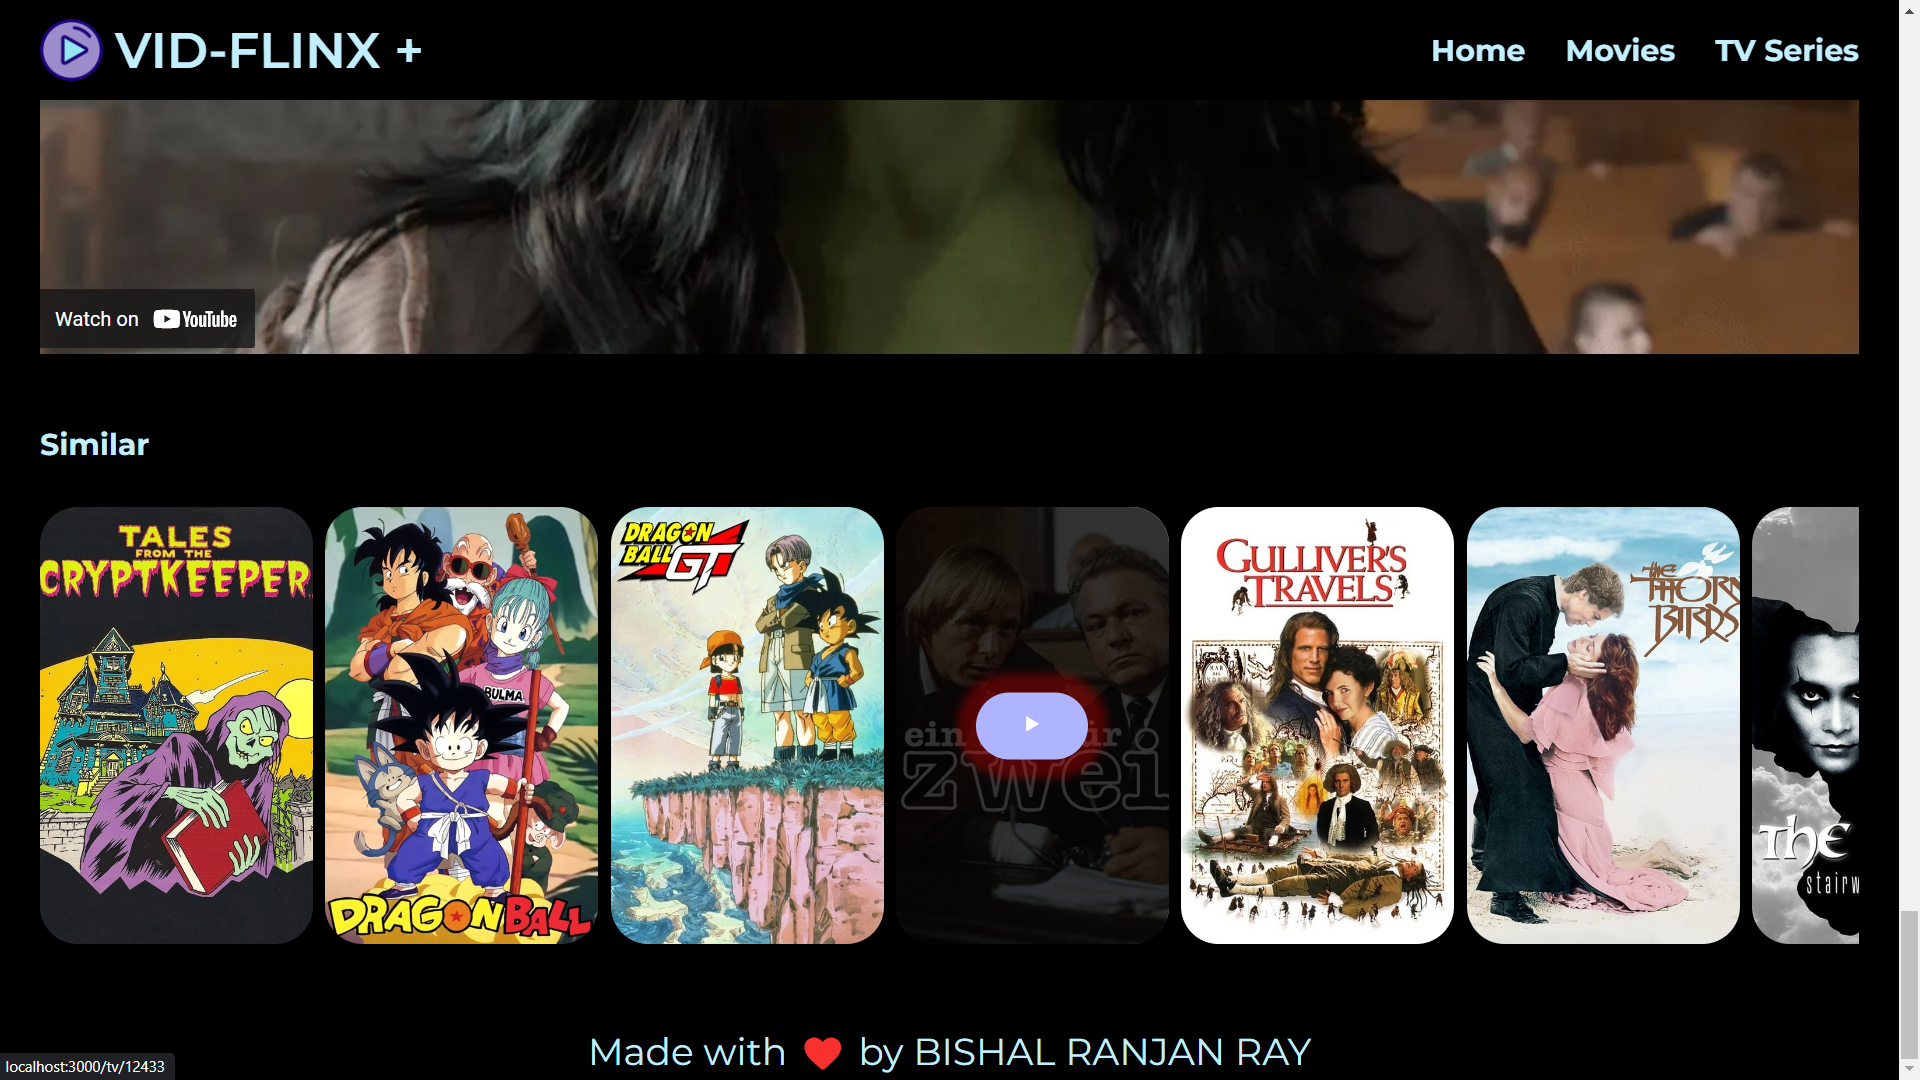 VID-FLINX +
Home Movies TV Series
Watch on YouTube
Similar
TALES
FROM THE
CRYPTKEEPER
BULMA
DRAGON BALL
DRAGON
BALL GT
ein für
zwei
GULLIVER'S
TRAVELS
THE
THORN
BIRDS
The
stairw
Made with ❤ by BISHAL RANJAN RAY
localhost:3000/tv/12433